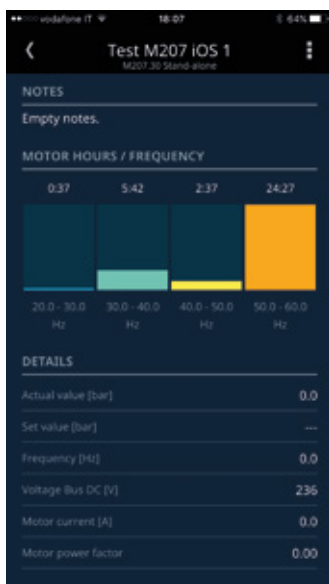 vodafone IT 18:07 64%
Test M207 iOS 1
M207.30 Stand-alone
NOTES
Empty notes.
MOTOR HOURS / FREQUENCY
0:37 5:42 2:37 24:27
20.0 - 30.0 30.0 - 40.0 40.0 - 50.0 50.0 - 60.0
Hz Hz Hz Hz
DETAILS
Actual value [bar] 0.0
Set value [bar] ---
Frequency [Hz] 0.0
Voltage Bus DC [V] 236
Motor current [A] 0.0
Motor power factor 0.00